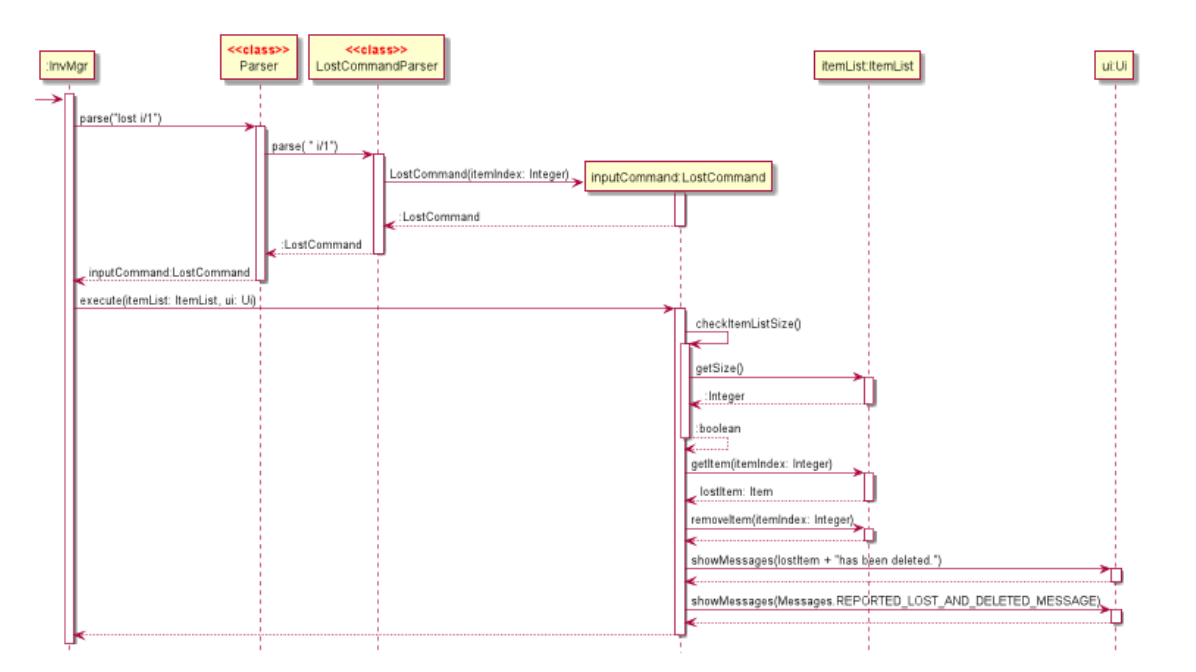 <<class>>
<<class>>
:InvMgr
Parser
LostCommandParser
itemList:ItemList
ui:Ui
parse("lost i/1")
parse( " i/1")
LostCommand(itemIndex: Integer)
inputCommand:LostCommand
:LostCommand
:LostCommand
inputCommand:LostCommand
execute(itemList: ItemList, ui: Ui)
checkItemListSize()
getSize()
:Integer
:boolean
getItem(itemIndex: Integer)
lostItem: Item
removeItem(itemIndex: Integer)
showMessages(lostItem + "has been deleted.")
showMessages(Messages.REPORTED_LOST_AND_DELETED_MESSAGE)